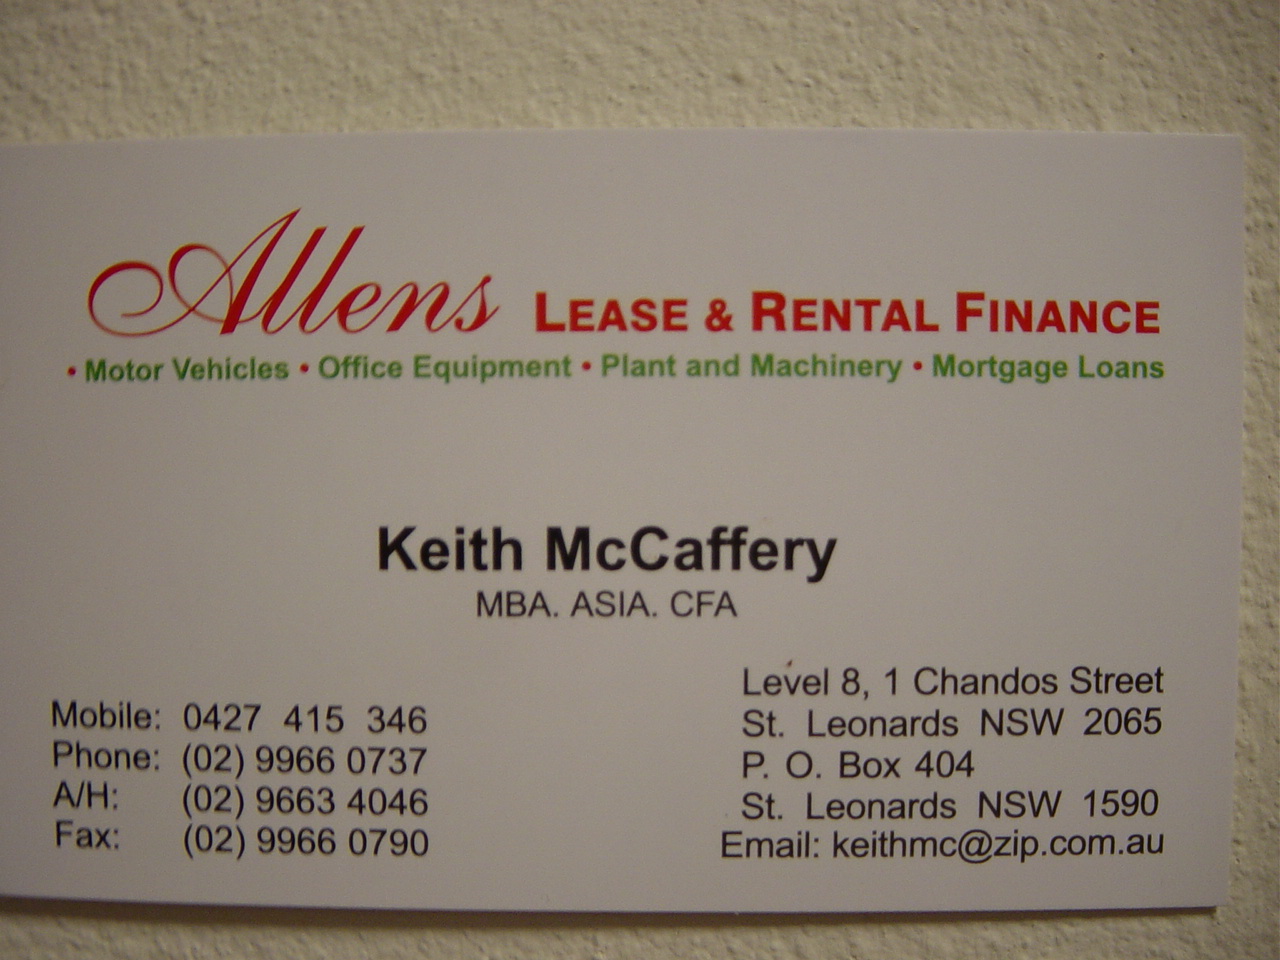 Allens LEASE & RENTAL FINANCE
• Motor Vehicles • Office Equipment • Plant and Machinery • Mortgage Loans
Keith McCaffery
MBA. ASIA. CFA
Mobile: 0427 415 346
Phone: (02) 9966 0737
A/H: (02) 9663 4046
Fax: (02) 9966 0790
Level 8, 1 Chandos Street
St. Leonards NSW 2065
P. O. Box 404
St. Leonards NSW 1590
Email: keithmc@zip.com.au